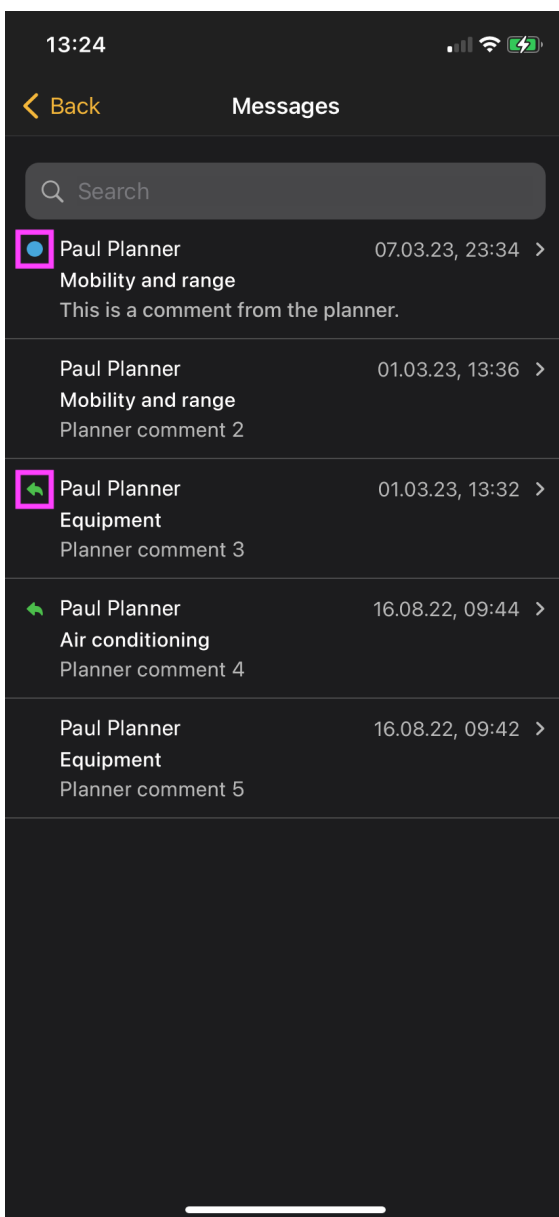 13:24
Back
Messages
Search
Paul Planner 07.03.23, 23:34
Mobility and range
This is a comment from the planner.
Paul Planner 01.03.23, 13:36
Mobility and range
Planner comment 2
Paul Planner 01.03.23, 13:32
Equipment
Planner comment 3
Paul Planner 16.08.22, 09:44
Air conditioning
Planner comment 4
Paul Planner 16.08.22, 09:42
Equipment
Planner comment 5